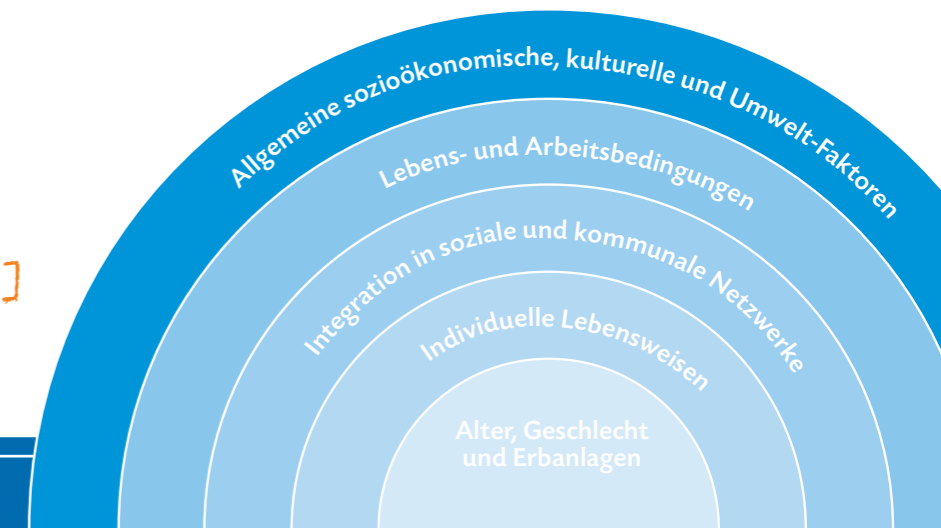 Allgemeine sozioökonomische, kulturelle und Umwelt-Faktoren
Lebens- und Arbeitsbedingungen
Integration in soziale und kommunale Netzwerke
Individuelle Lebensweisen
Alter, Geschlecht
und Erbanlagen
]